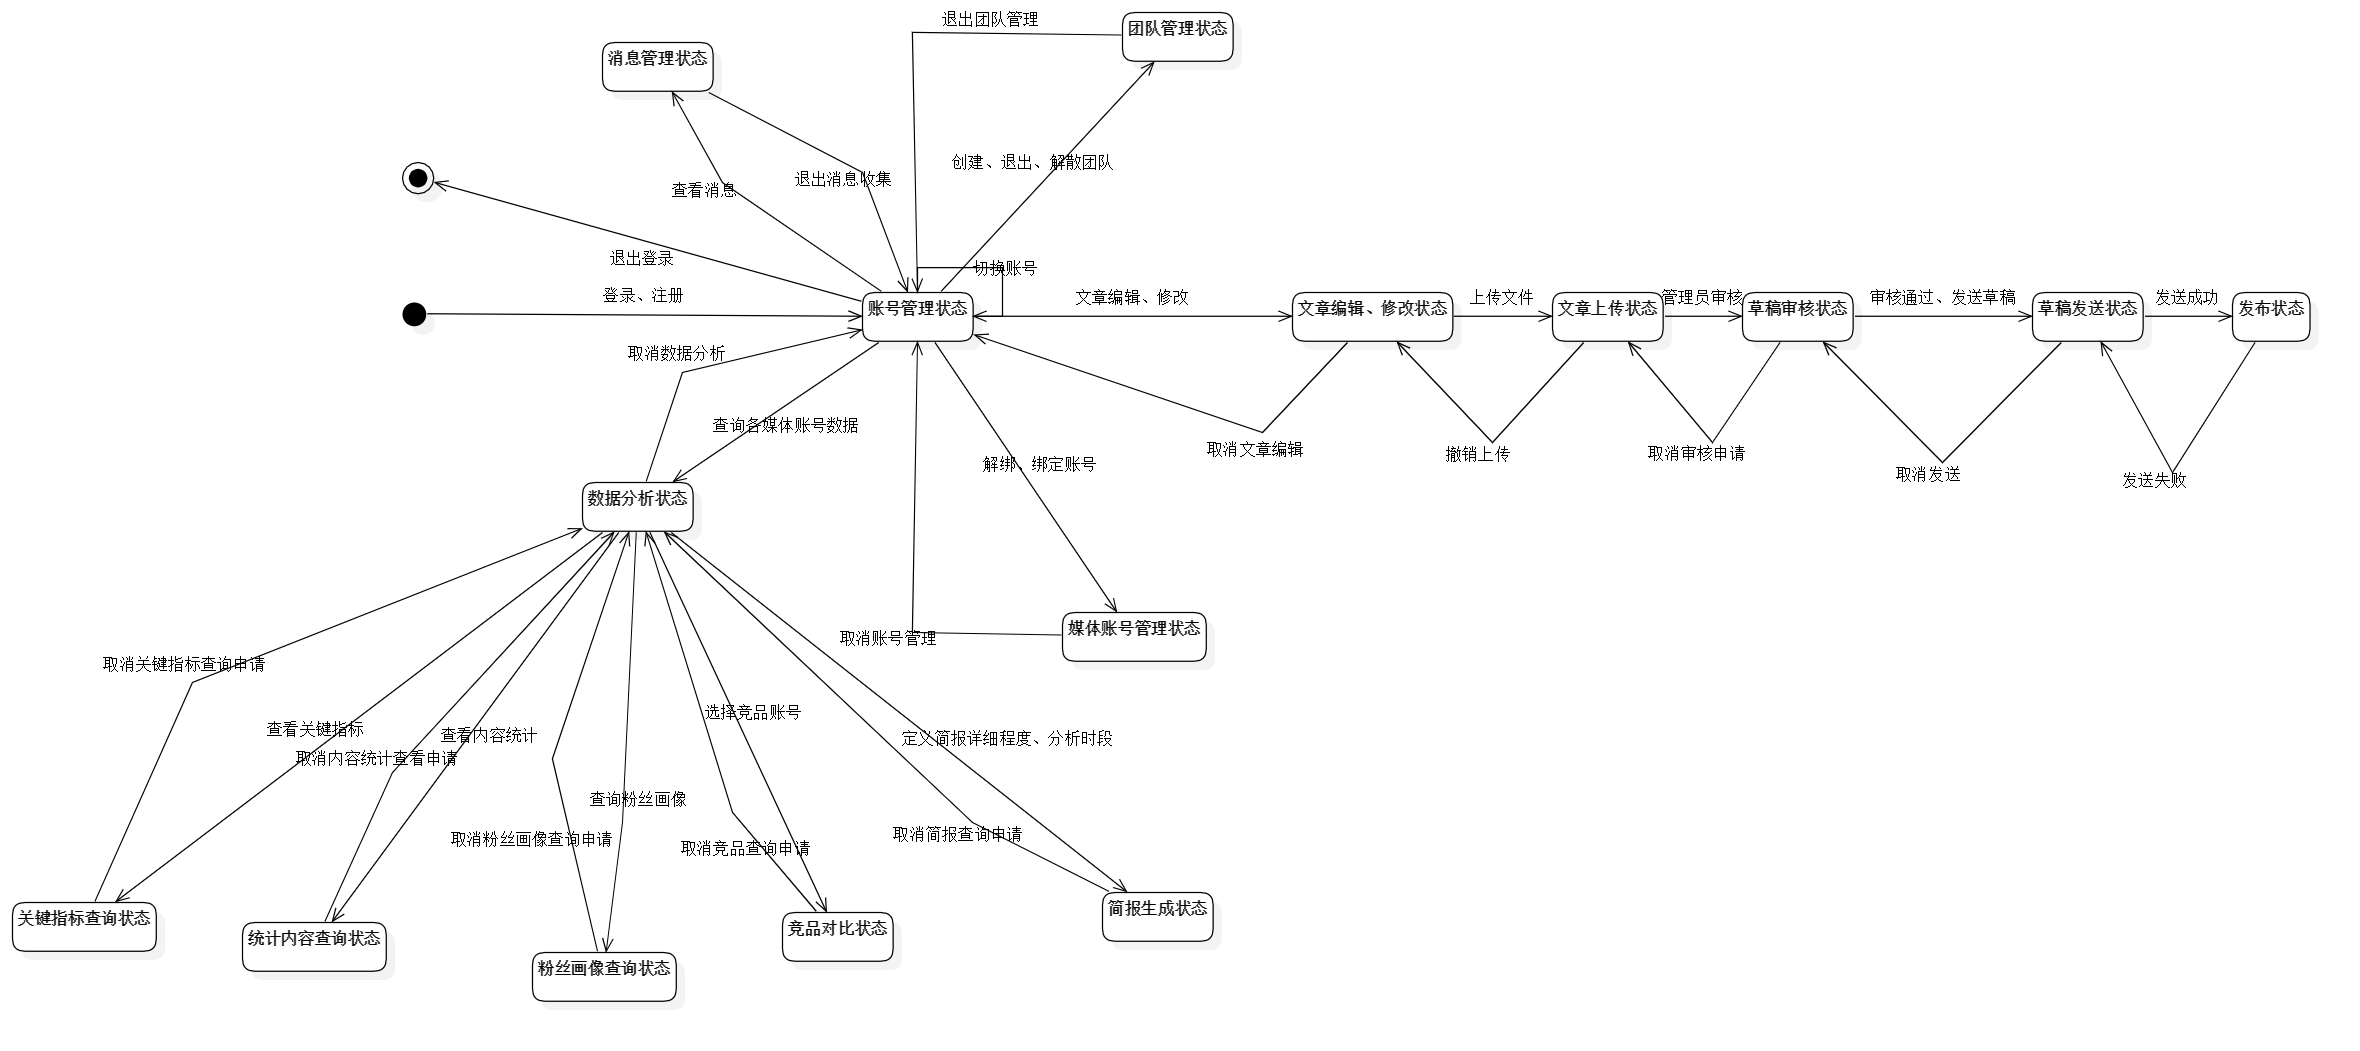 退出团队管理
团队管理状态
消息管理状态
创建、退出、解散团队
退出消息收集
查看消息
退出登录
切换账号
登录、注册
文章编辑、修改
上传文件
管理员审核
审核通过、发送草稿
发送成功
账号管理状态
文章编辑、修改状态
文章上传状态
草稿审核状态
草稿发送状态
发布状态
取消数据分析
查询各媒体账号数据
取消文章编辑
撤销上传
取消审核申请
解绑、绑定账号
取消发送
发送失败
数据分析状态
媒体账号管理状态
取消账号管理
取消关键指标查询申请
选择竞品账号
查看关键指标
查看内容统计
定义简报详细程度、分析时段
取消内容统计查看申请
查询粉丝画像
取消粉丝画像查询申请
取消竞品查询申请
取消简报查询申请
简报生成状态
关键指标查询状态
竞品对比状态
统计内容查询状态
粉丝画像查询状态